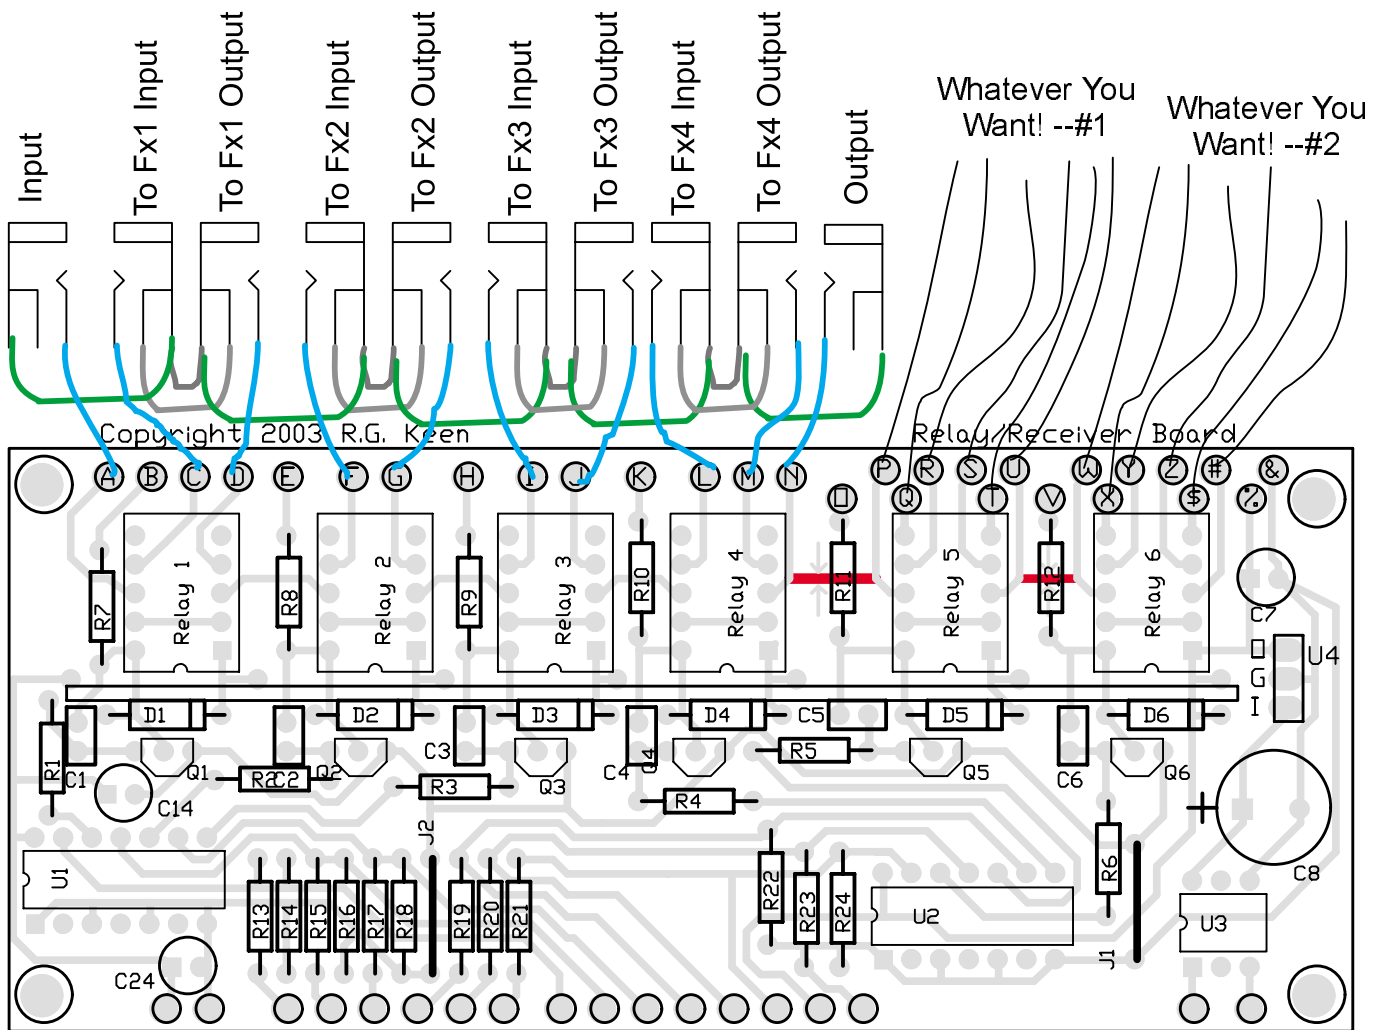 Input
To Fx1 Input
To Fx1 Output
To Fx2 Input
To Fx2 Output
To Fx3 Input
To Fx3 Output
To Fx4 Input
To Fx4 Output
Output
Whatever You
Want! --#1
Whatever You
Want! --#2
Copyright 2003 R.G. Keen
Relay/Receiver Board
A B C D E F G H I J K L M N O P Q R S T U V W X Y Z $ # % &
R7
Relay 1
R8
Relay 2
R9
Relay 3
R10
Relay 4
R11
Relay 5
R12
Relay 6
C7
O
G
I
U4
R1
C1
D1
Q1
C2
R2
D2
Q2
C3
R3
D3
Q3
C4
Q4
D4
R4
C5
R5
D5
Q5
C6
D6
Q6
C14
J2
+
C8
U1
R13
R14
R15
R16
R17
R18
R19
R20
R21
R22
R23
R24
U2
R6
J1
U3
C24